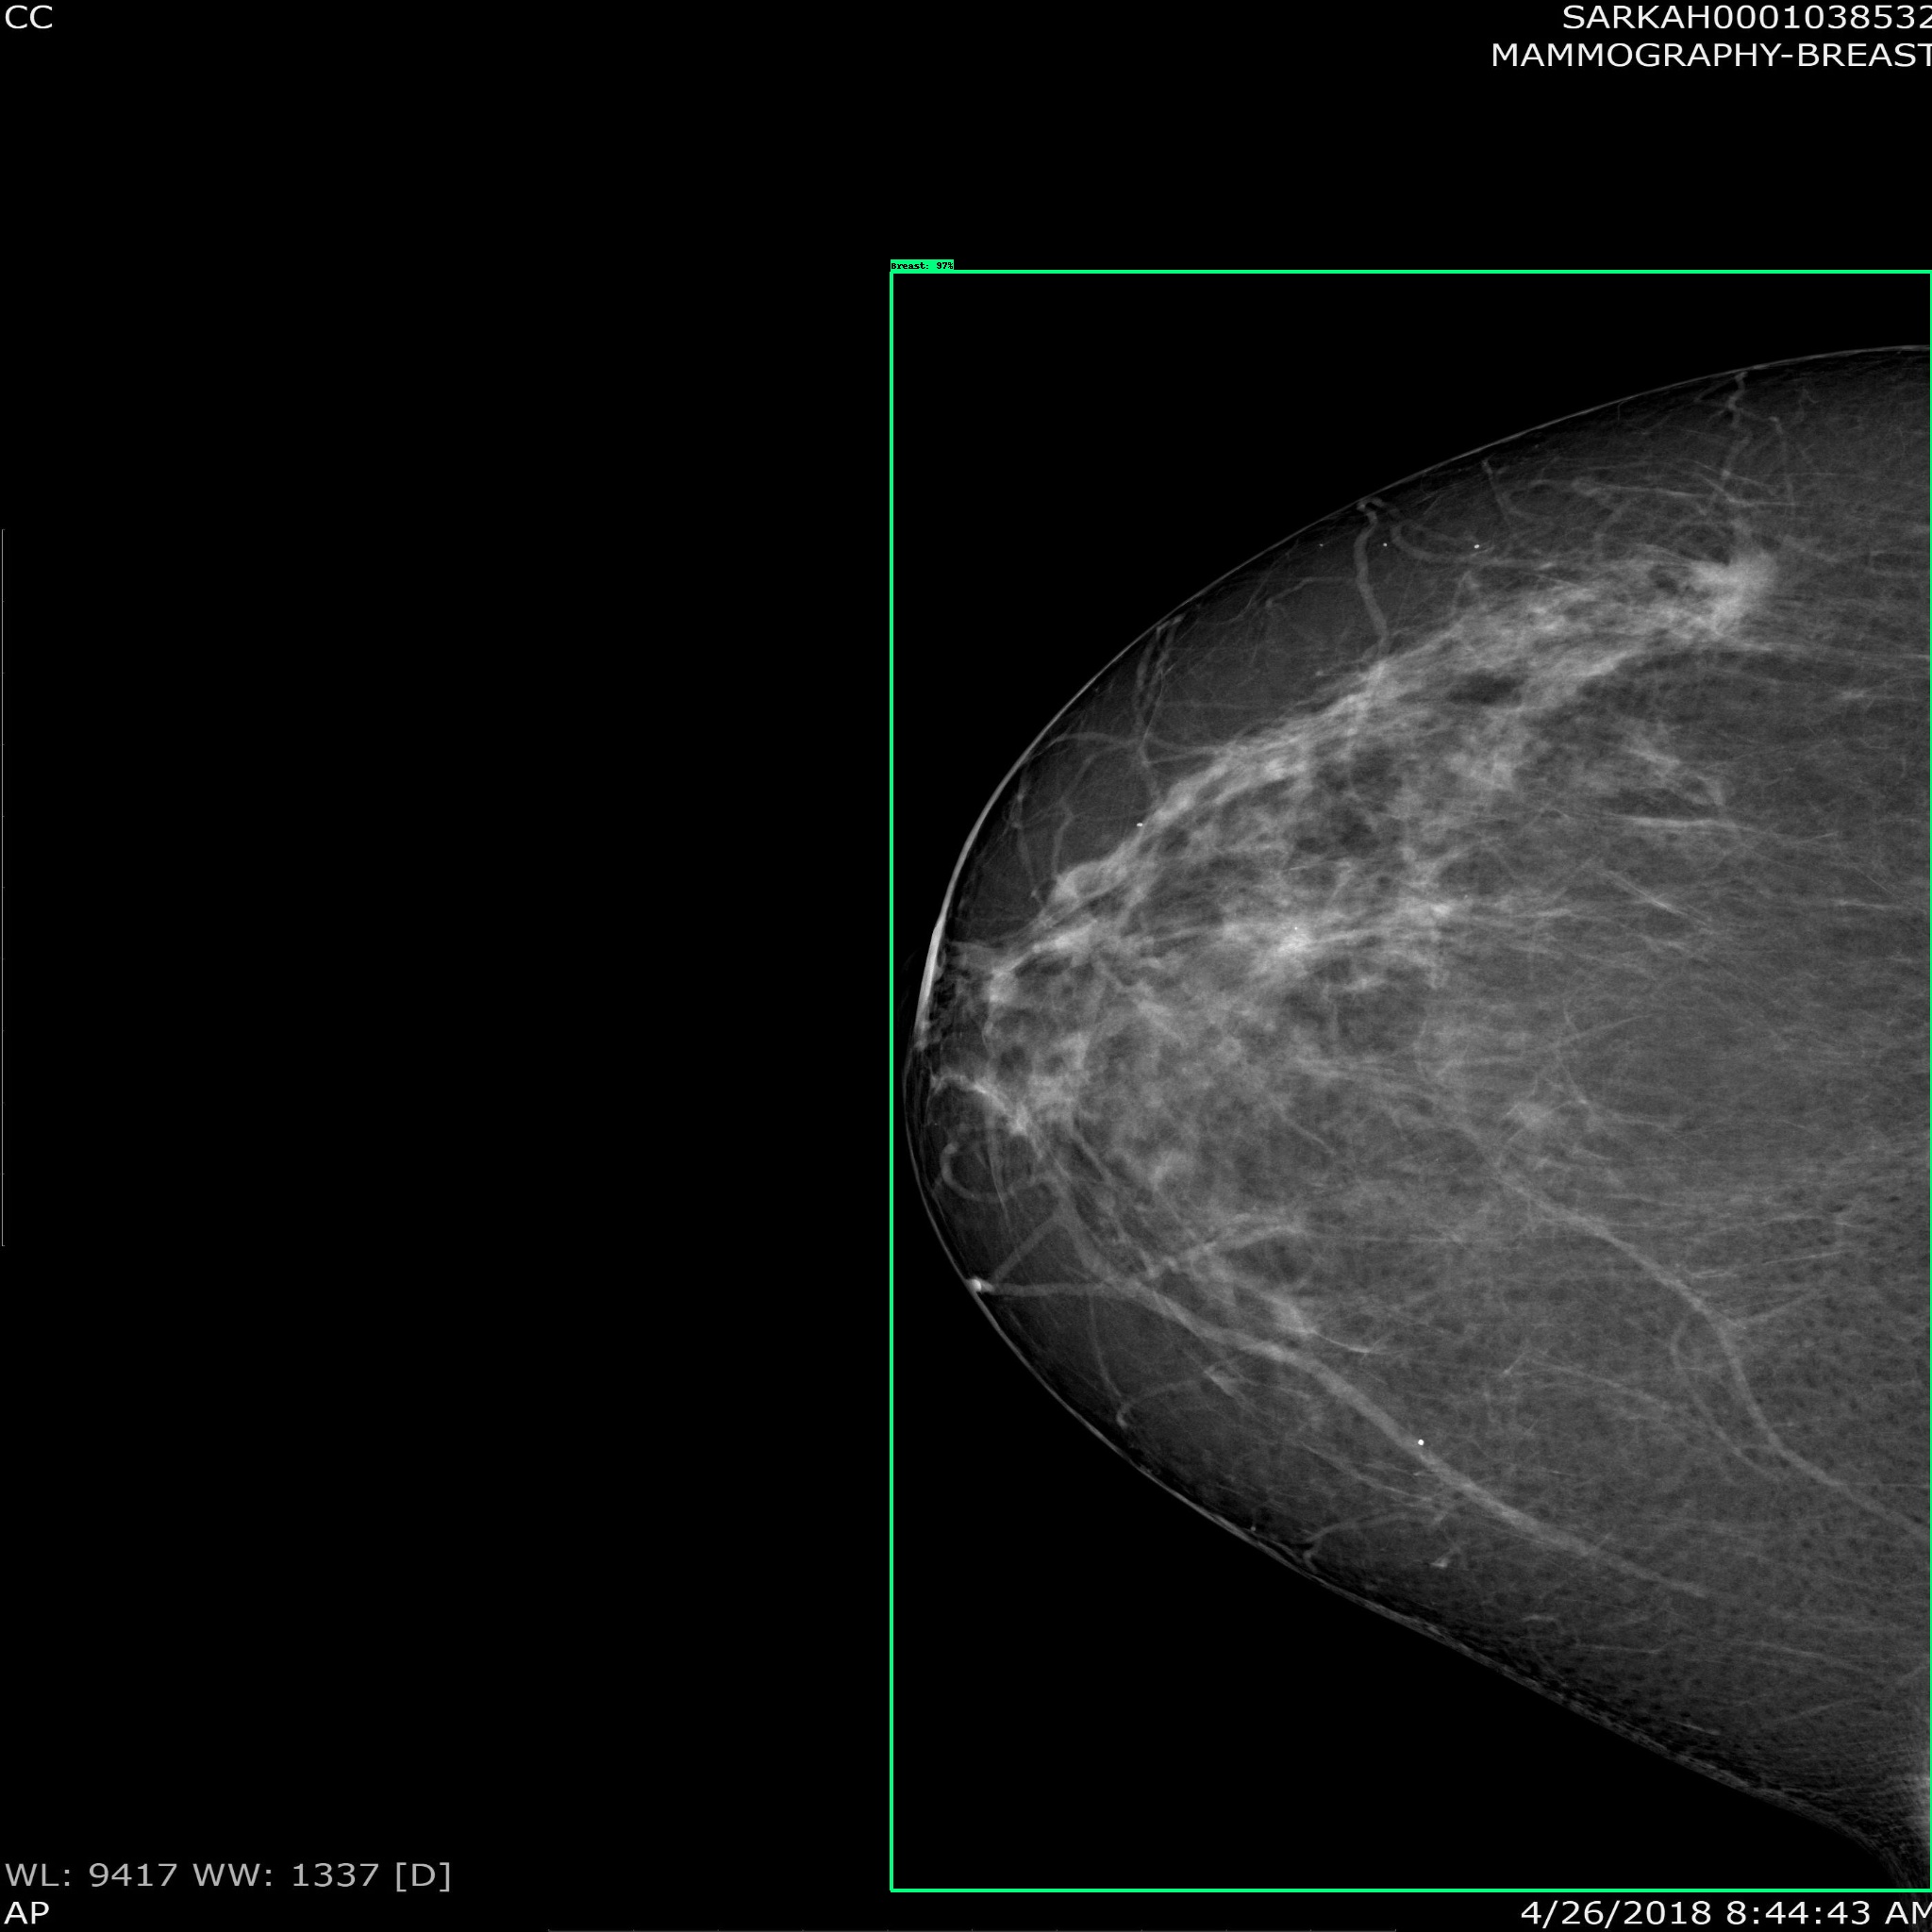 CC
SARKAH0001038532
MAMMOGRAPHY-BREAST
Breast: 97%
WL: 9417 WW: 1337 [D]
AP
4/26/2018 8:44:43 AM